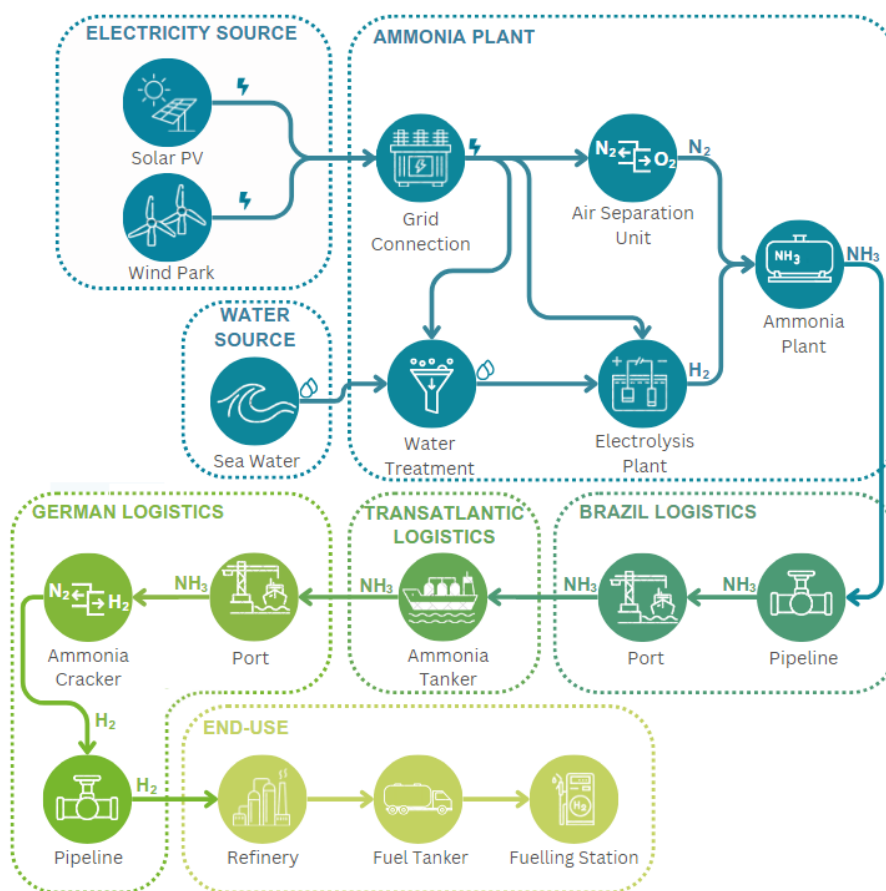 ELECTRICITY SOURCE
AMMONIA PLANT
Solar PV
Wind Park
Grid
Connection
N₂
O₂
N₂
Air Separation
Unit
NH₃
NH₃
Ammonia
Plant
WATER
SOURCE
Sea Water
Water
Treatment
+ −
H₂
Electrolysis
Plant
GERMAN LOGISTICS
TRANSATLANTIC
LOGISTICS
BRAZIL LOGISTICS
N₂
H₂
NH₃
NH₃
NH₃
NH₃
Ammonia
Cracker
Port
Ammonia
Tanker
Port
Pipeline
H₂
END-USE
H₂
H₂
Pipeline
Refinery
Fuel Tanker
Fuelling Station